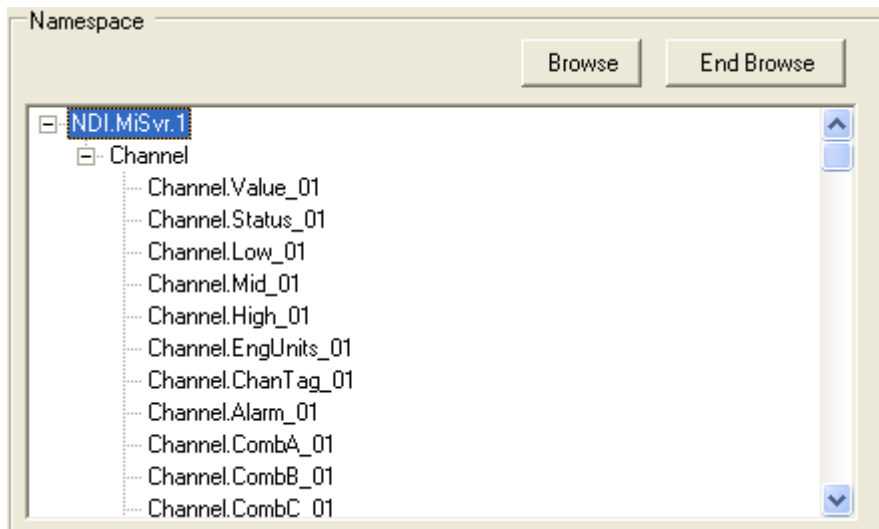 Namespace
Browse End Browse
NDI.MiSvr.1
Channel
Channel.Value_01
Channel.Status_01
Channel.Low_01
Channel.Mid_01
Channel.High_01
Channel.EngUnits_01
Channel.ChanTag_01
Channel.Alarm_01
Channel.CombA_01
Channel.CombB_01
Channel.CombC_01